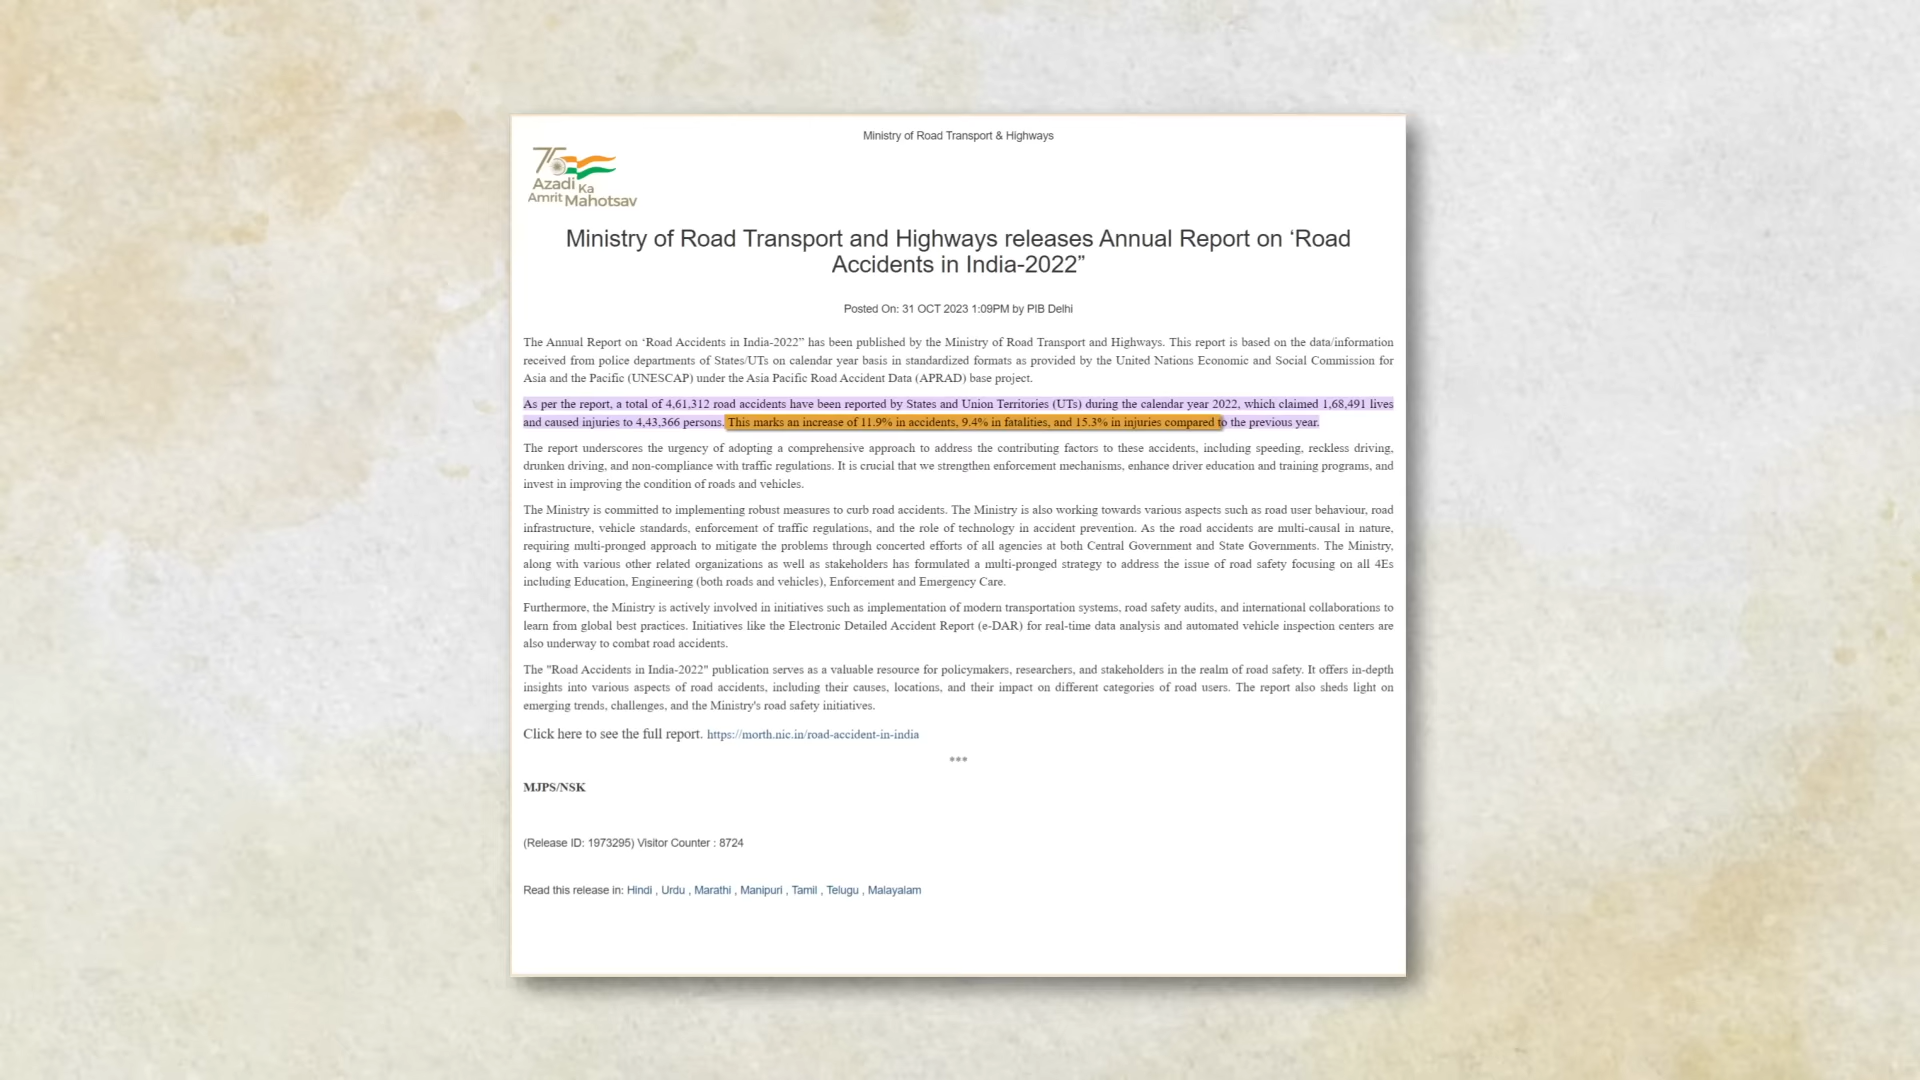 Ministry of Road Transport & Highways
75
Azadi Ka
Amrit Mahotsav
Ministry of Road Transport and Highways releases Annual Report on ‘Road
Accidents in India-2022”
Posted On: 31 OCT 2023 1:09PM by PIB Delhi
The Annual Report on ‘Road Accidents in India-2022” has been published by the Ministry of Road Transport and Highways. This report is based on the data/information
received from police departments of States/UTs on calendar year basis in standardized formats as provided by the United Nations Economic and Social Commission for
Asia and the Pacific (UNESCAP) under the Asia Pacific Road Accident Data (APRAD) base project.
As per the report, a total of 4,61,312 road accidents have been reported by States and Union Territories (UTs) during the calendar year 2022, which claimed 1,68,491 lives
and caused injuries to 4,43,366 persons. This marks an increase of 11.9% in accidents, 9.4% in fatalities, and 15.3% in injuries compared to the previous year.
The report underscores the urgency of adopting a comprehensive approach to address the contributing factors to these accidents, including speeding, reckless driving,
drunken driving, and non-compliance with traffic regulations. It is crucial that we strengthen enforcement mechanisms, enhance driver education and training programs, and
invest in improving the condition of roads and vehicles.
The Ministry is committed to implementing robust measures to curb road accidents. The Ministry is also working towards various aspects such as road user behaviour, road
infrastructure, vehicle standards, enforcement of traffic regulations, and the role of technology in accident prevention. As the road accidents are multi-causal in nature,
requiring multi-pronged approach to mitigate the problems through concerted efforts of all agencies at both Central Government and State Governments. The Ministry,
along with various other related organizations as well as stakeholders has formulated a multi-pronged strategy to address the issue of road safety focusing on all 4Es
including Education, Engineering (both roads and vehicles), Enforcement and Emergency Care.
Furthermore, the Ministry is actively involved in initiatives such as implementation of modern transportation systems, road safety audits, and international collaborations to
learn from global best practices. Initiatives like the Electronic Detailed Accident Report (e-DAR) for real-time data analysis and automated vehicle inspection centers are
also underway to combat road accidents.
The "Road Accidents in India-2022" publication serves as a valuable resource for policymakers, researchers, and stakeholders in the realm of road safety. It offers in-depth
insights into various aspects of road accidents, including their causes, locations, and their impact on different categories of road users. The report also sheds light on
emerging trends, challenges, and the Ministry's road safety initiatives.
Click here to see the full report. https://morth.nic.in/road-accident-in-india
***
MJPS/NSK
(Release ID: 1973295) Visitor Counter : 8724
Read this release in: Hindi , Urdu , Marathi , Manipuri , Tamil , Telugu , Malayalam